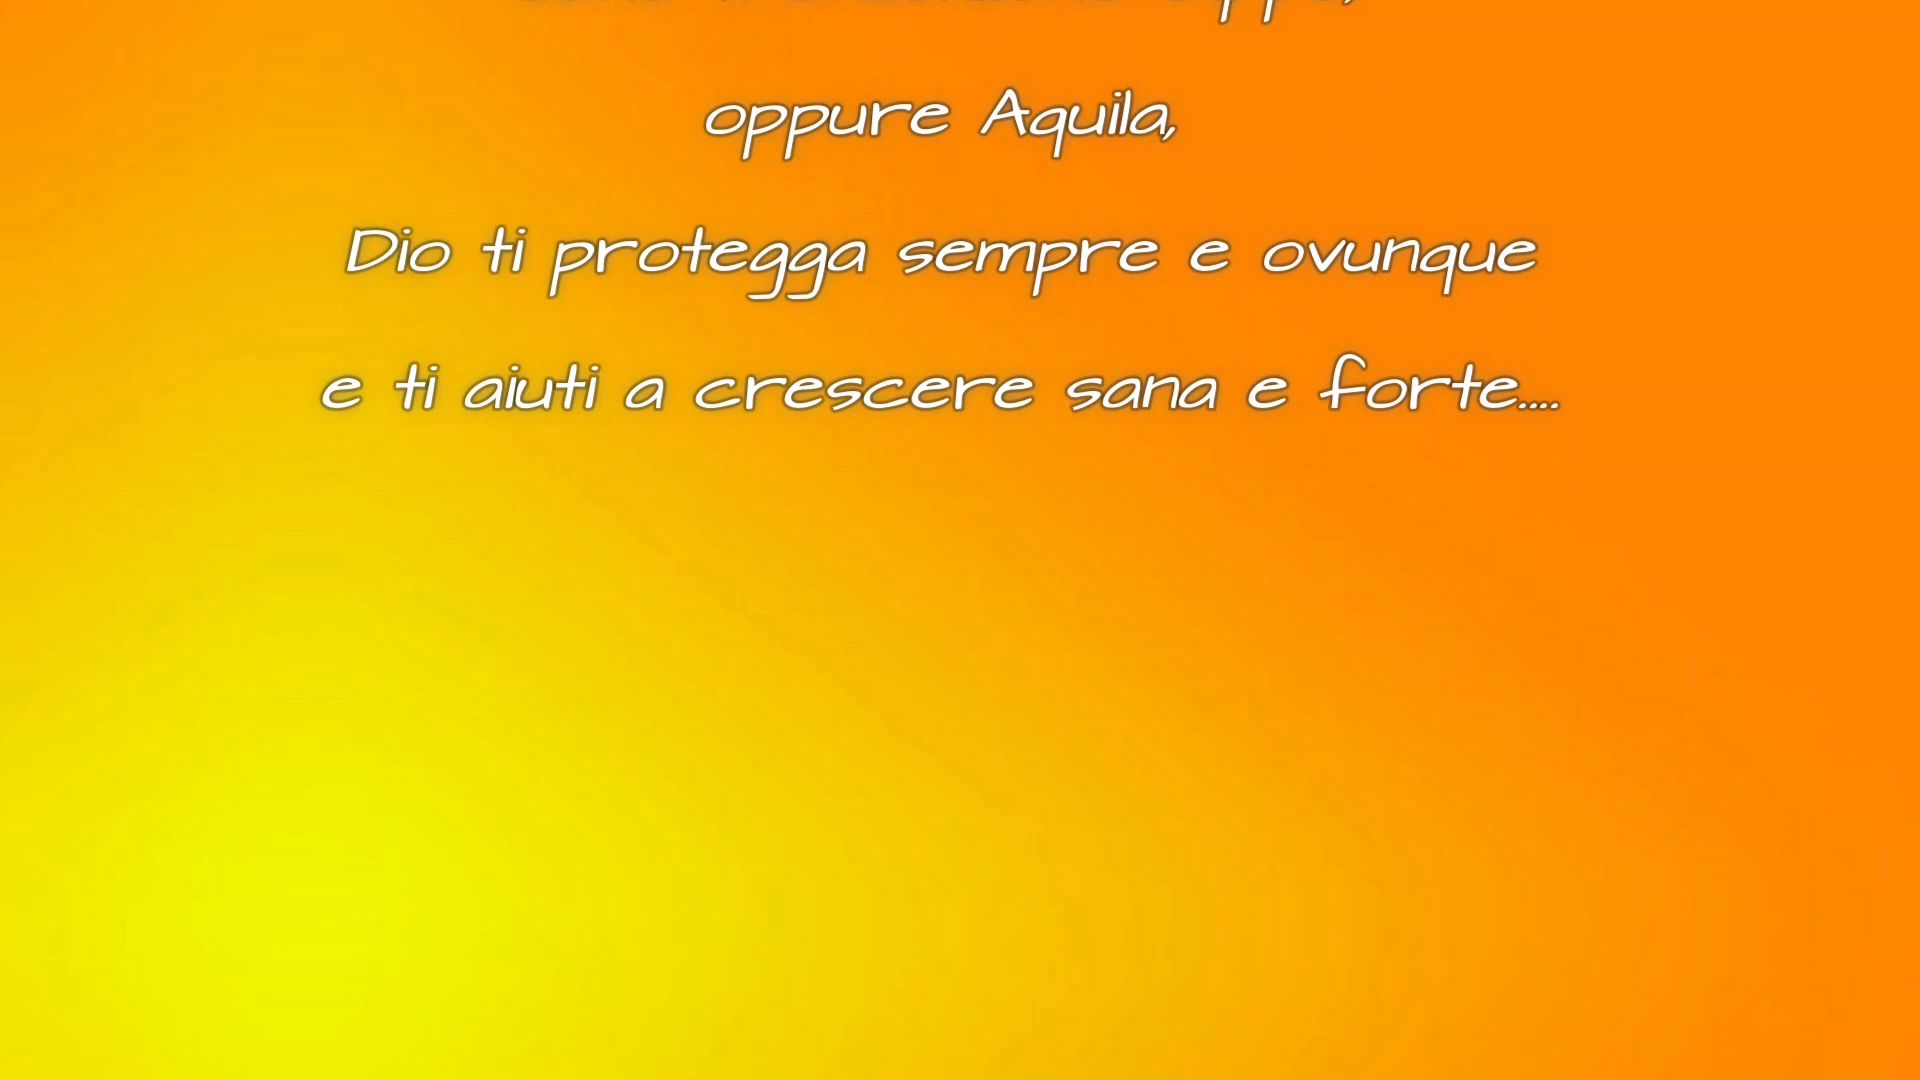 oppure Aquila,
Dio ti protegga sempre e ovunque
e ti aiuti a crescere sana e forte....